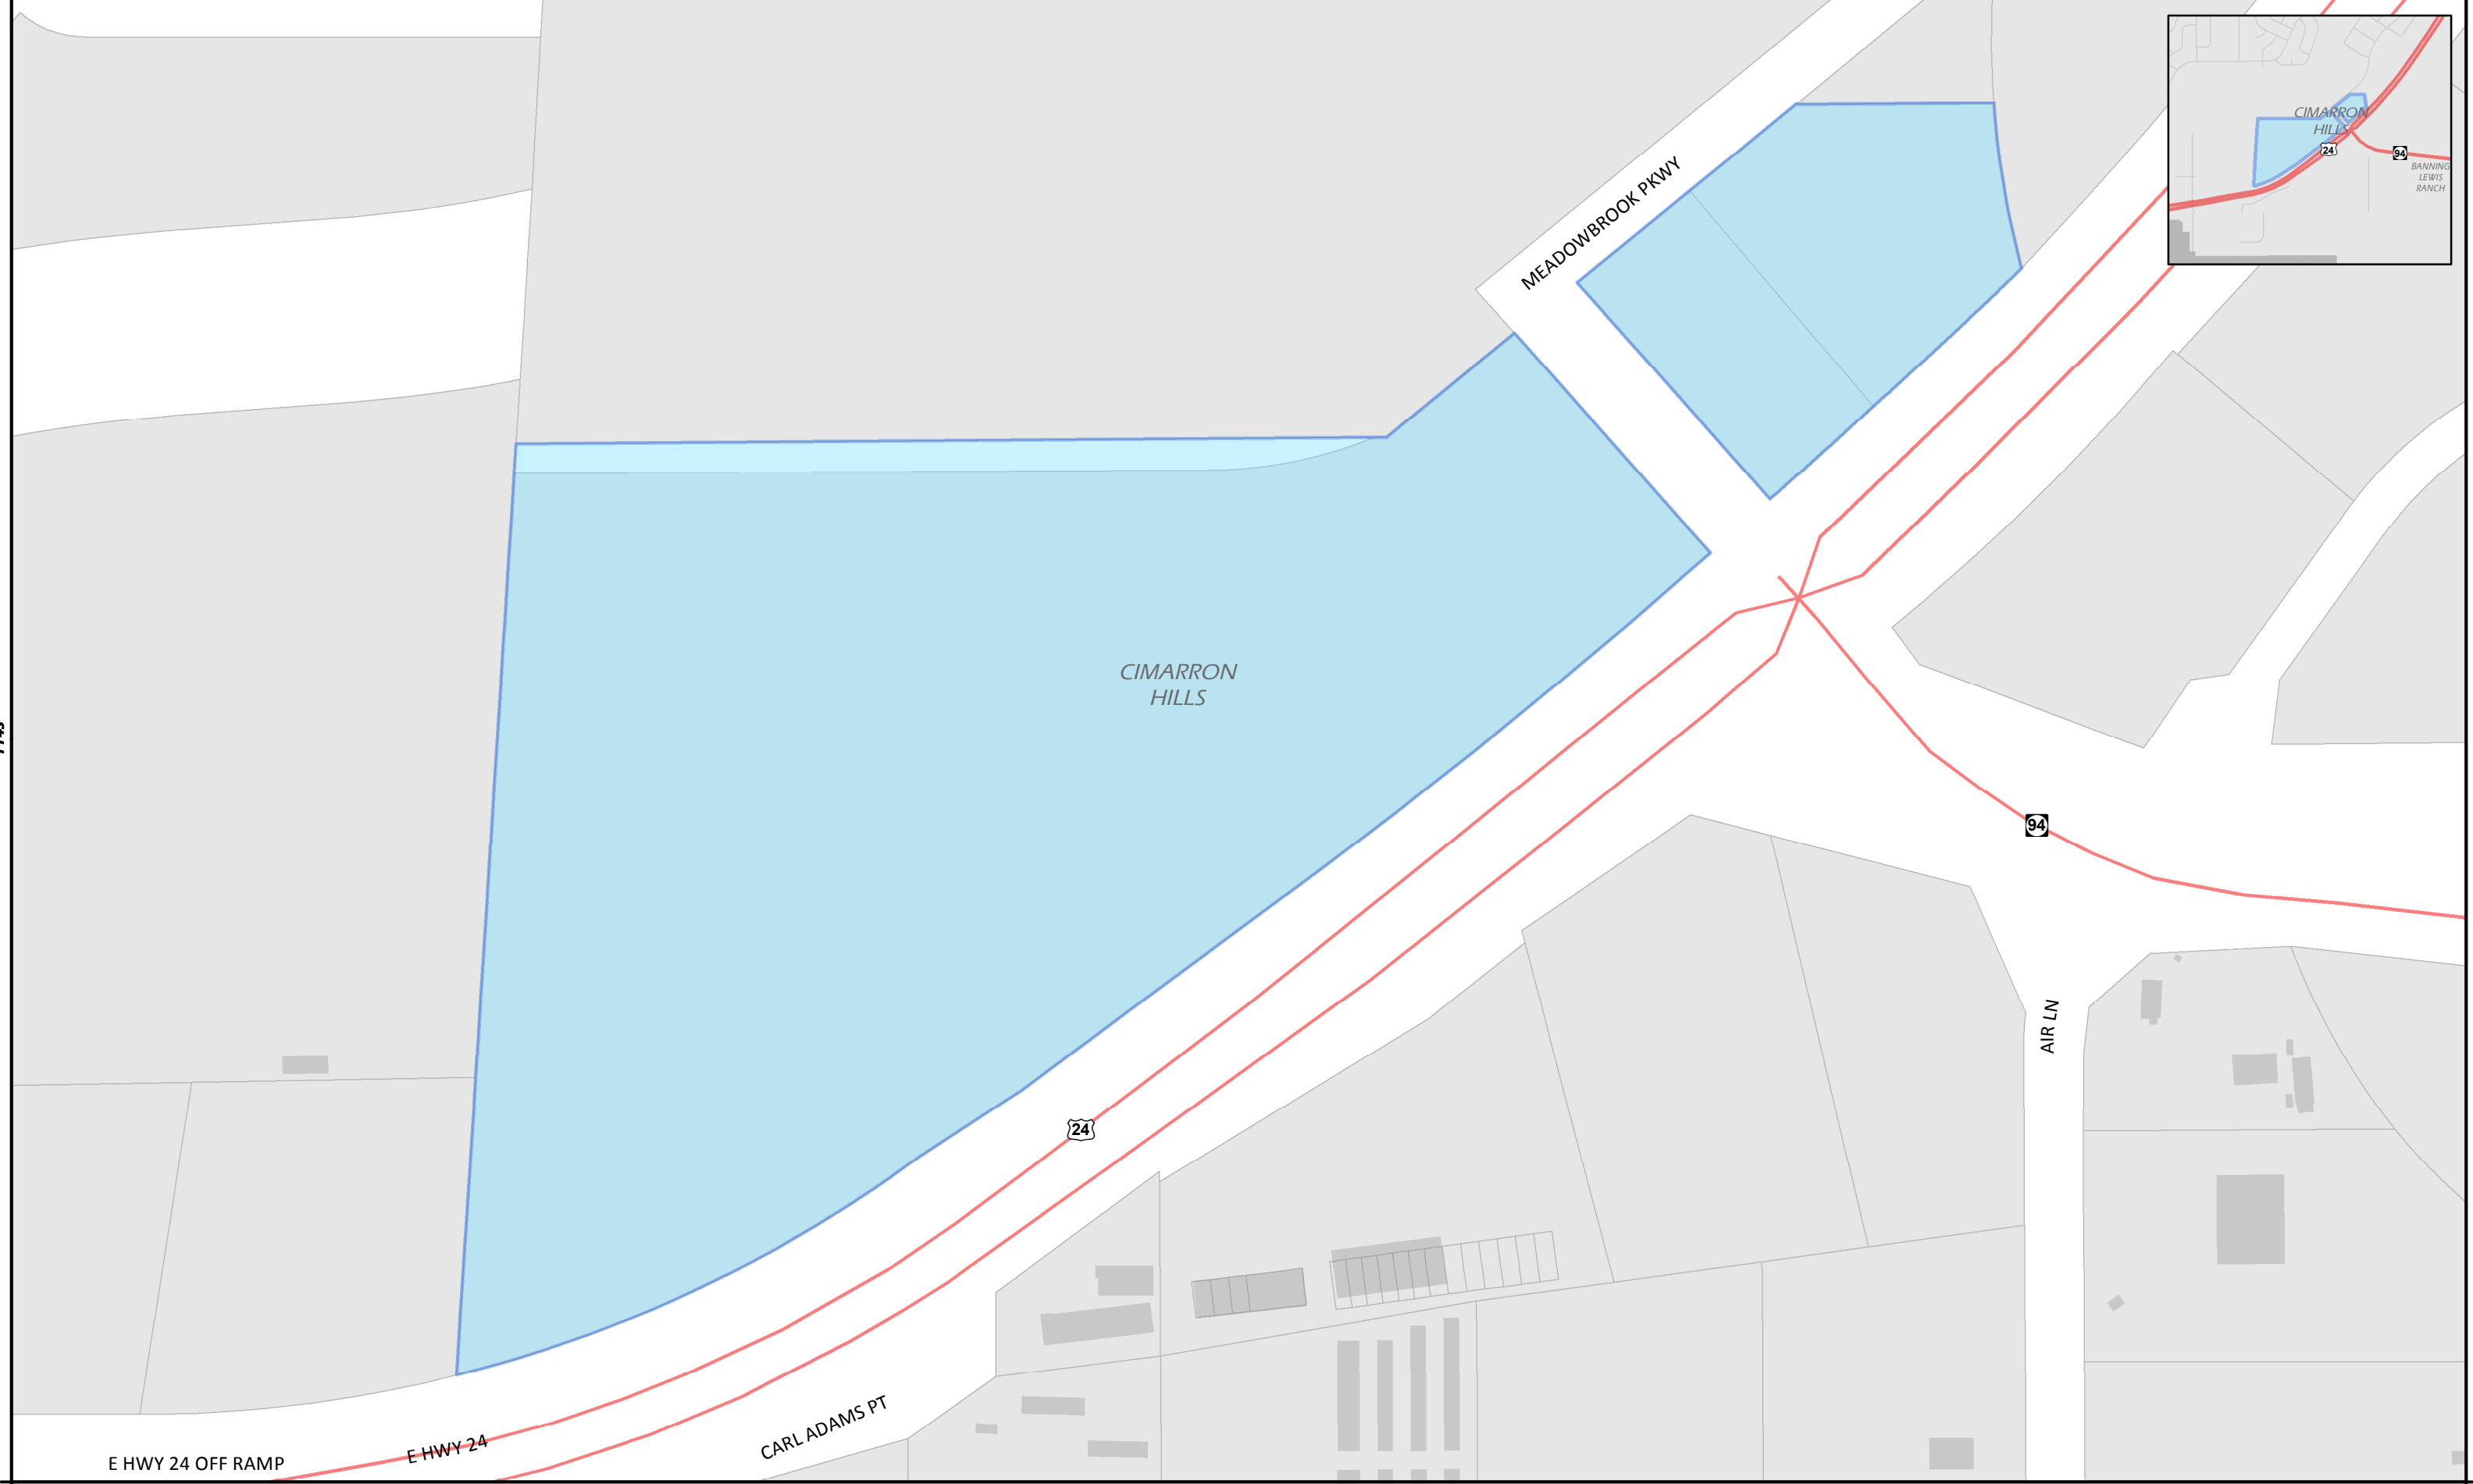 MEADOWBROOK PKWY
CIMARRON
HILLS
24
94
BANNING
LEWIS
RANCH
CIMARRON
HILLS
94
AIR LN
24
CARL ADAMS PT
E HWY 24
E HWY 24 OFF RAMP